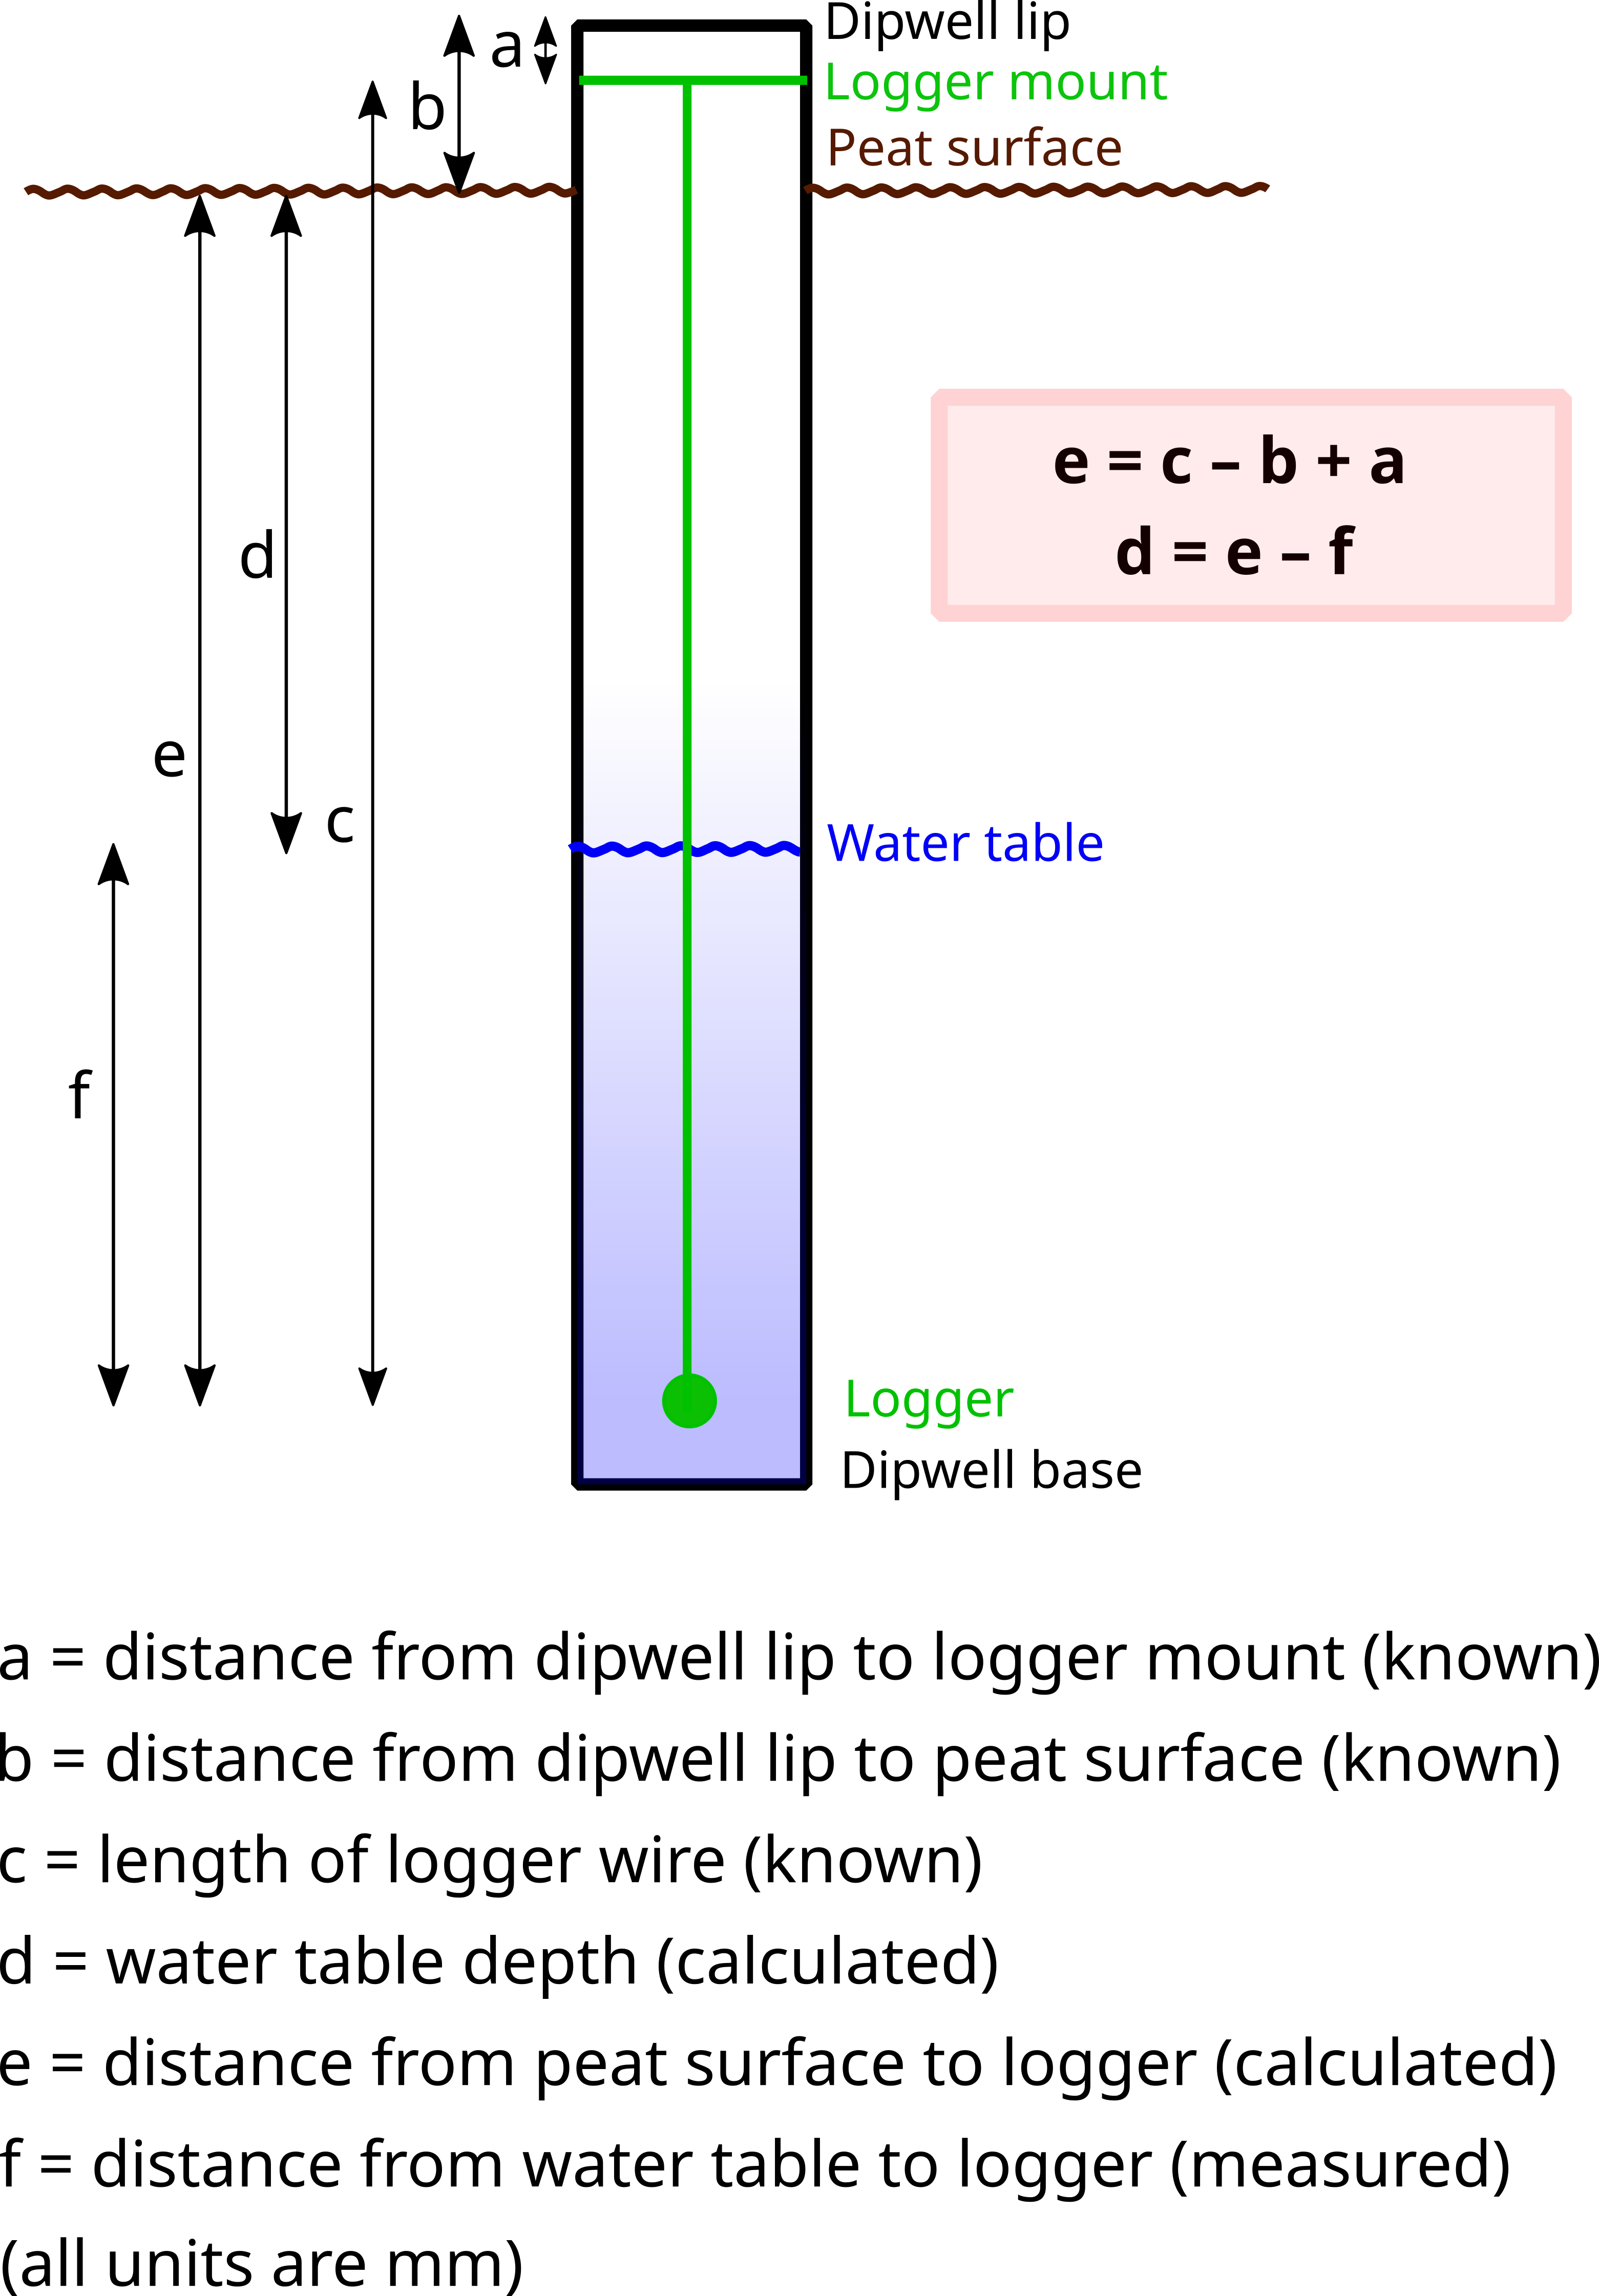 Dipwell lip
a
Logger mount
b
Peat surface
e = c – b + a
d = e – f
d
e
c
Water table
f
Logger
Dipwell base
a = distance from dipwell lip to logger mount (known)
b = distance from dipwell lip to peat surface (known)
c = length of logger wire (known)
d = water table depth (calculated)
e = distance from peat surface to logger (calculated)
f = distance from water table to logger (measured)
(all units are mm)